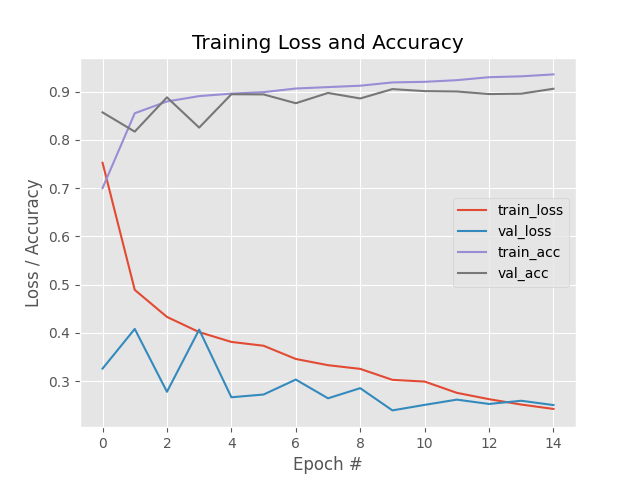 Training Loss and Accuracy
Loss / Accuracy
0.9
0.8
0.7
0.6
0.5
0.4
0.3
train_loss
val_loss
train_acc
val_acc
0 2 4 6 8 10 12 14
Epoch #